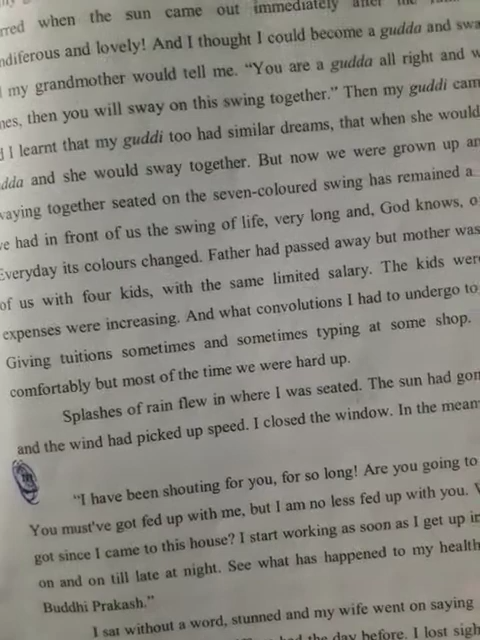 rred when the sun came out immediately after the
ndiferous and lovely! And I thought I could become a gudda and swa
my grandmother would tell me. "You are a gudda all right and w
nes, then you will sway on this swing together." Then my guddi cam
d I learnt that my guddi too had similar dreams, that when she would
dda and she would sway together. But now we were grown up an
vaying together seated on the seven-coloured swing has remained a
ve had in front of us the swing of life, very long and, God knows, o
Everyday its colours changed. Father had passed away but mother was
of us with four kids, with the same limited salary. The kids were
expenses were increasing. And what convolutions I had to undergo to
Giving tuitions sometimes and sometimes typing at some shop.
comfortably but most of the time we were hard up.
Splashes of rain flew in where I was seated. The sun had gon
and the wind had picked up speed. I closed the window. In the mean
"I have been shouting for you, for so long! Are you going to
You must've got fed up with me, but I am no less fed up with you.
got since I came to this house? I start working as soon as I get up in
on and on till late at night. See what has happened to my health
Buddhi Prakash."
I sat without a word, stunned and my wife went on saying
had the day before. I lost sigh